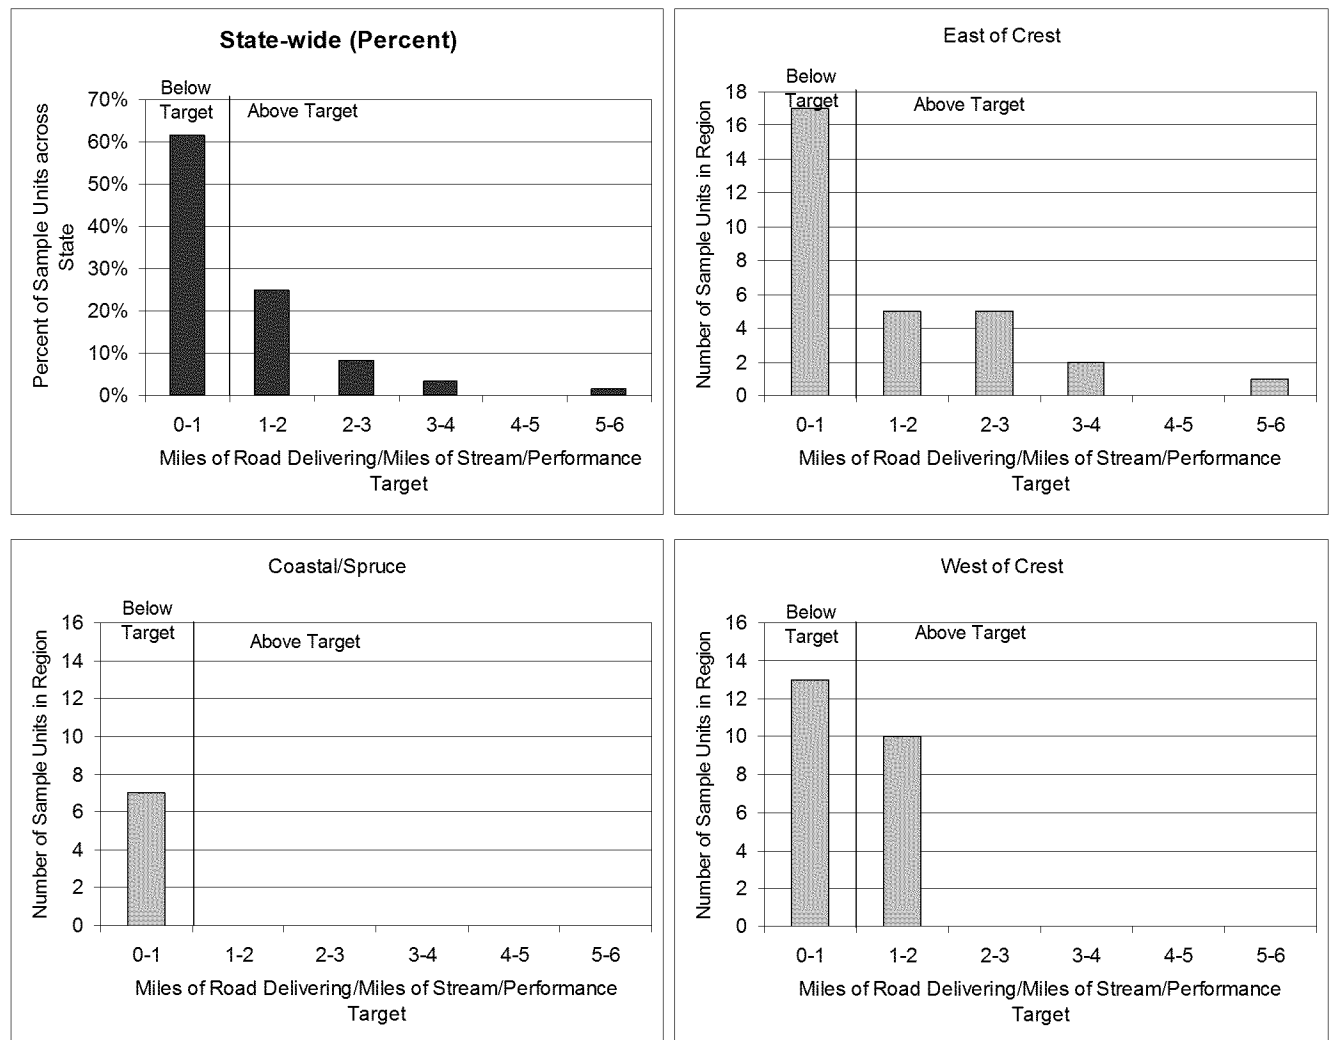 State-wide (Percent)
Below
Target
Above Target
70%
60%
50%
40%
30%
20%
10%
0%
Percent of Sample Units across
State
0-1 1-2 2-3 3-4 4-5 5-6
Miles of Road Delivering/Miles of Stream/Performance
Target
East of Crest
Below
Target
Above Target
18
16
14
12
10
8
6
4
2
0
Number of Sample Units in Region
0-1 1-2 2-3 3-4 4-5 5-6
Miles of Road Delivering/Miles of Stream/Performance
Target
Coastal/Spruce
Below
Target
Above Target
16
14
12
10
8
6
4
2
0
Number of Sample Units in Region
0-1 1-2 2-3 3-4 4-5 5-6
Miles of Road Delivering/Miles of Stream/Performance
Target
West of Crest
Below
Target
Above Target
16
14
12
10
8
6
4
2
0
Number of Sample Units in Region
0-1 1-2 2-3 3-4 4-5 5-6
Miles of Road Delivering/Miles of Stream/Performance
Target